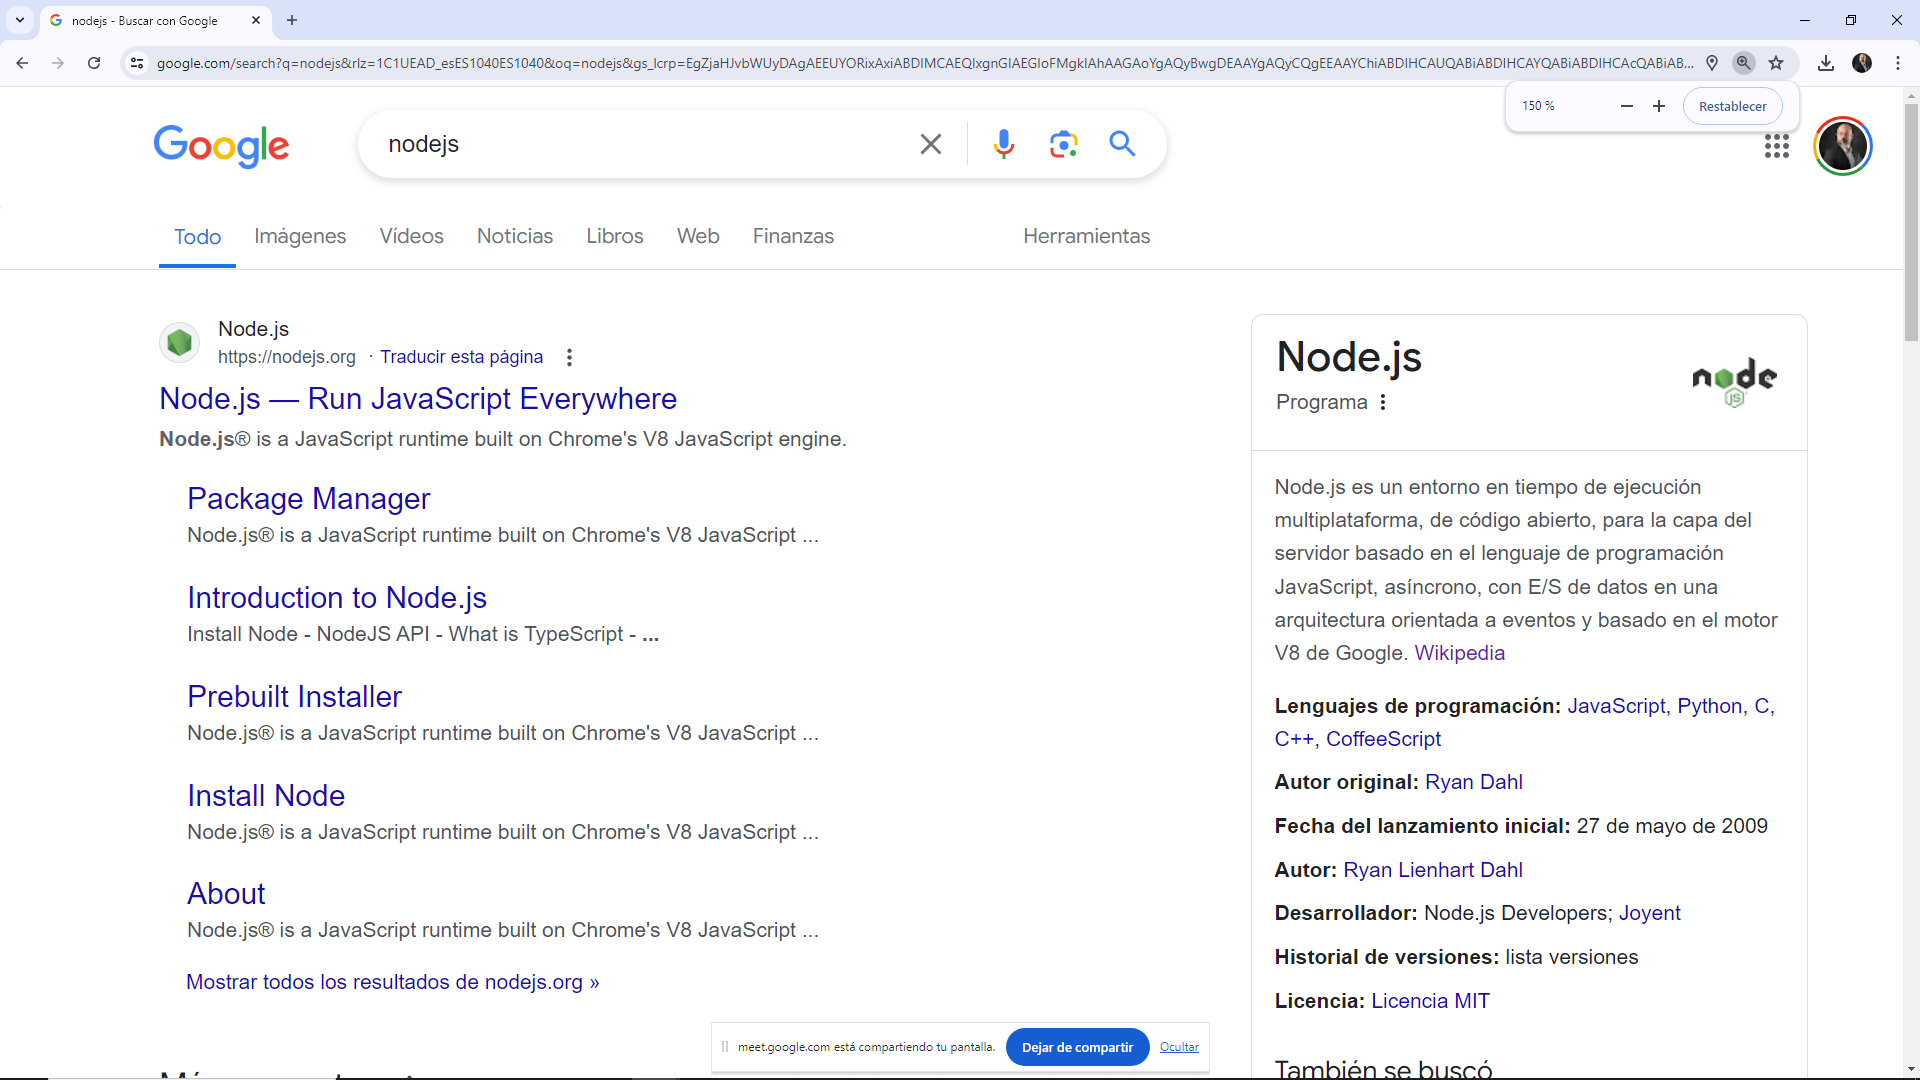 nodejs - Buscar con Google
google.com/search?q=nodejs&rlz=1C1UEAD_esES1040ES1040&oq=nodejs&gs_lcrp=EgZjaHJvbWUyDAgAEEUYORixAxiABDIMCAEQIxgnGIAEGIoFMgkIAhAAGAoYgAQyBwgDEAAYgAQyCQgEEAAYChiABDIHCAUQABiABDIHCAYQABiABDIHCAcQABiAB...
150 %
Restablecer
Google
nodejs
Todo
Imágenes
Vídeos
Noticias
Libros
Web
Finanzas
Herramientas
Node.js
https://nodejs.org · Traducir esta página
Node.js — Run JavaScript Everywhere
Node.js® is a JavaScript runtime built on Chrome's V8 JavaScript engine.
Package Manager
Node.js® is a JavaScript runtime built on Chrome's V8 JavaScript ...
Introduction to Node.js
Install Node - NodeJS API - What is TypeScript - ...
Prebuilt Installer
Node.js® is a JavaScript runtime built on Chrome's V8 JavaScript ...
Install Node
Node.js® is a JavaScript runtime built on Chrome's V8 JavaScript ...
About
Node.js® is a JavaScript runtime built on Chrome's V8 JavaScript ...
Mostrar todos los resultados de nodejs.org »
Node.js
Programa
node
JS
Node.js es un entorno en tiempo de ejecución
multiplataforma, de código abierto, para la capa del
servidor basado en el lenguaje de programación
JavaScript, asíncrono, con E/S de datos en una
arquitectura orientada a eventos y basado en el motor
V8 de Google. Wikipedia
Lenguajes de programación: JavaScript, Python, C,
C++, CoffeeScript
Autor original: Ryan Dahl
Fecha del lanzamiento inicial: 27 de mayo de 2009
Autor: Ryan Lienhart Dahl
Desarrollador: Node.js Developers; Joyent
Historial de versiones: lista versiones
Licencia: Licencia MIT
También se buscó
meet.google.com está compartiendo tu pantalla.
Dejar de compartir
Ocultar